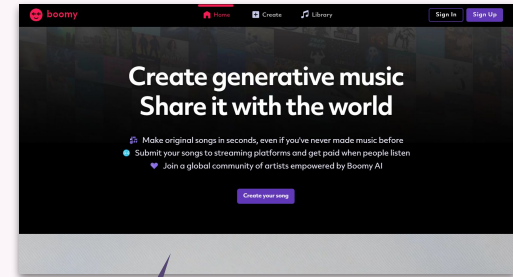 boomy
Home
Create
Library
Sign In
Sign Up
Create generative music
Share it with the world
Make original songs in seconds, even if you've never made music before
Submit your songs to streaming platforms and get paid when people listen
Join a global community of artists empowered by Boomy AI
Create your song